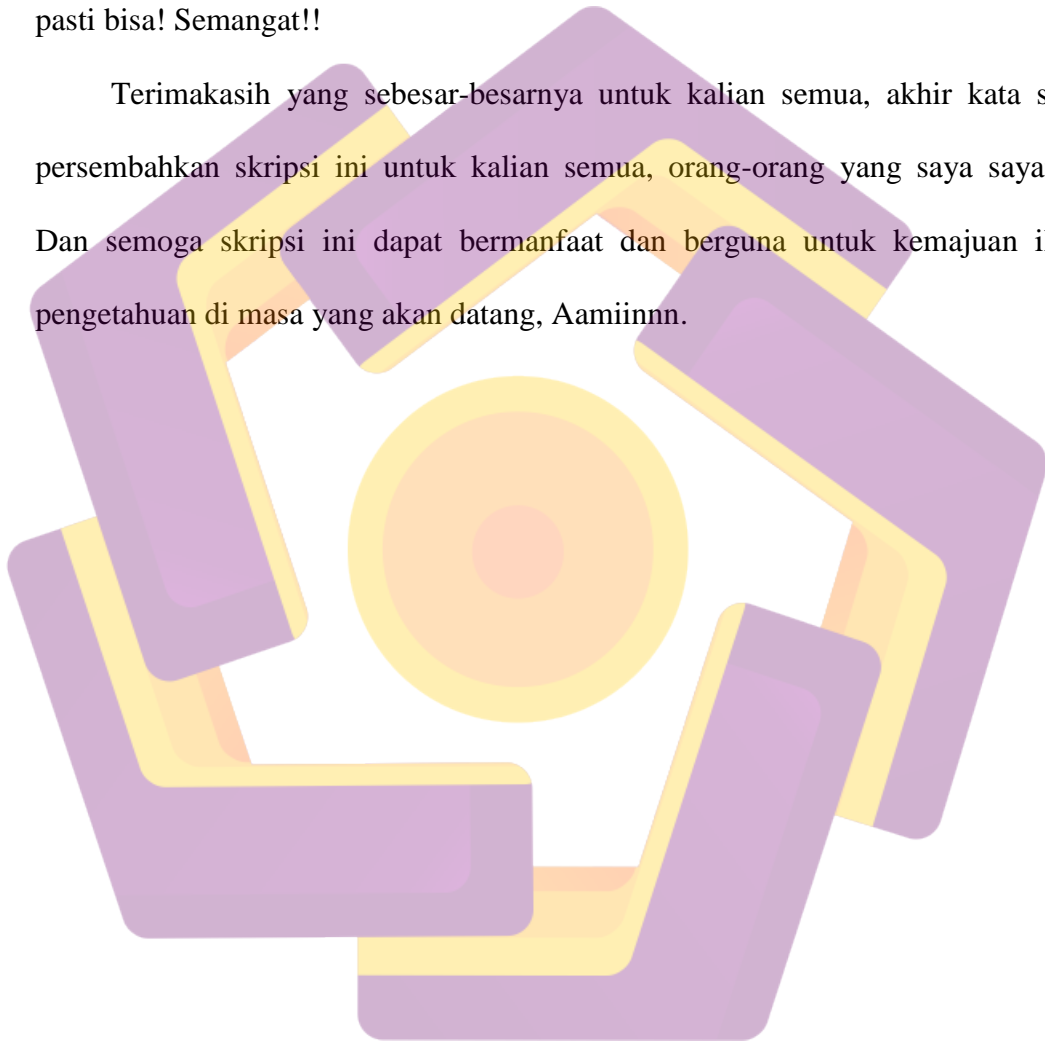 pasti bisa! Semangat!!
Terimakasih yang sebesar-besarnya untuk kalian semua, akhir kata
persembahkan skripsi ini untuk kalian semua, orang-orang yang saya
Dan semoga skripsi ini dapat bermanfaat dan berguna untuk kemajuan
pengetahuan di masa yang akan datang, Aamiinnn.